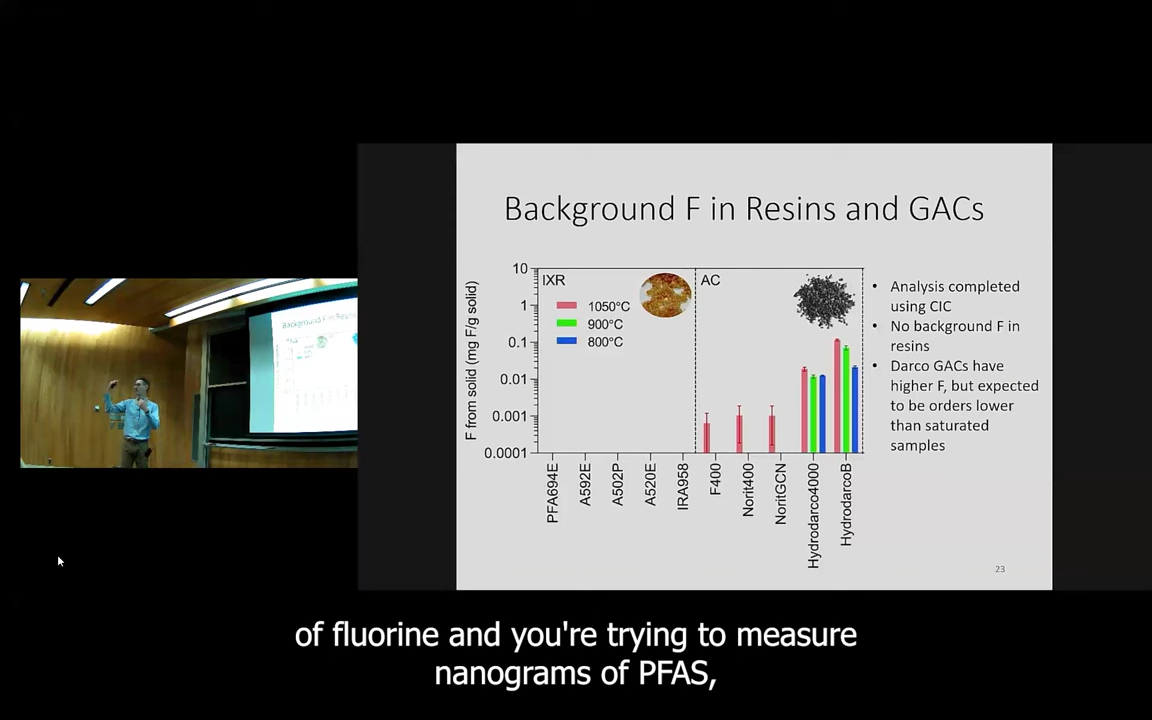 Background F in Resins and GACs
F from solid (mg F/g solid)
10
1
0.1
0.01
0.001
0.0001
IXR
1050°C
900°C
800°C
AC
PFA694E
A592E
A502P
A520E
IRA958
F400
Norit400
NoritGCN
Hydrodarco4000
HydrodarcoB
• Analysis completed
using CIC
• No background F in
resins
• Darco GACs have
higher F, but expected
to be orders lower
than saturated
samples
23
Background F in Resin
of fluorine and you're trying to measure
nanograms of PFAS,